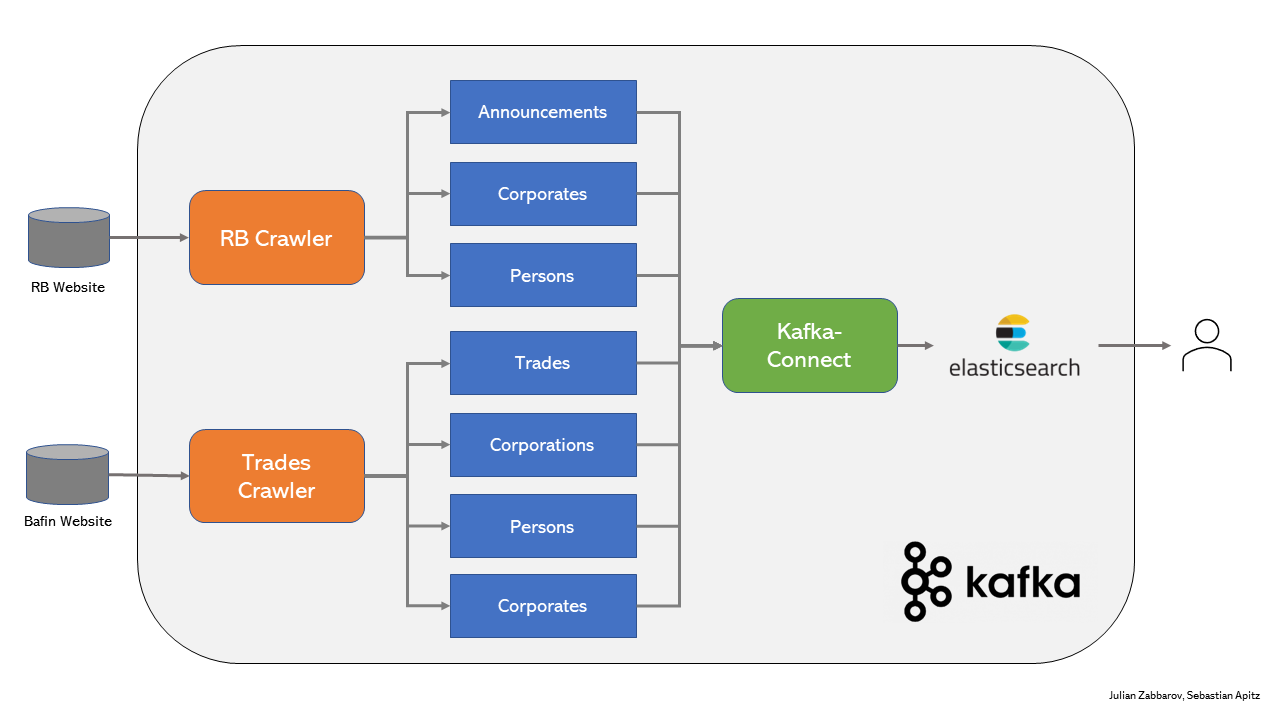 Announcements
Corporates
RB Crawler
Persons
RB Website
Trades
Kafka-
Connect
elasticsearch
Corporations
Trades
Crawler
Bafin Website
Persons
Corporates
kafka
Julian Zabbarov, Sebastian Apitz